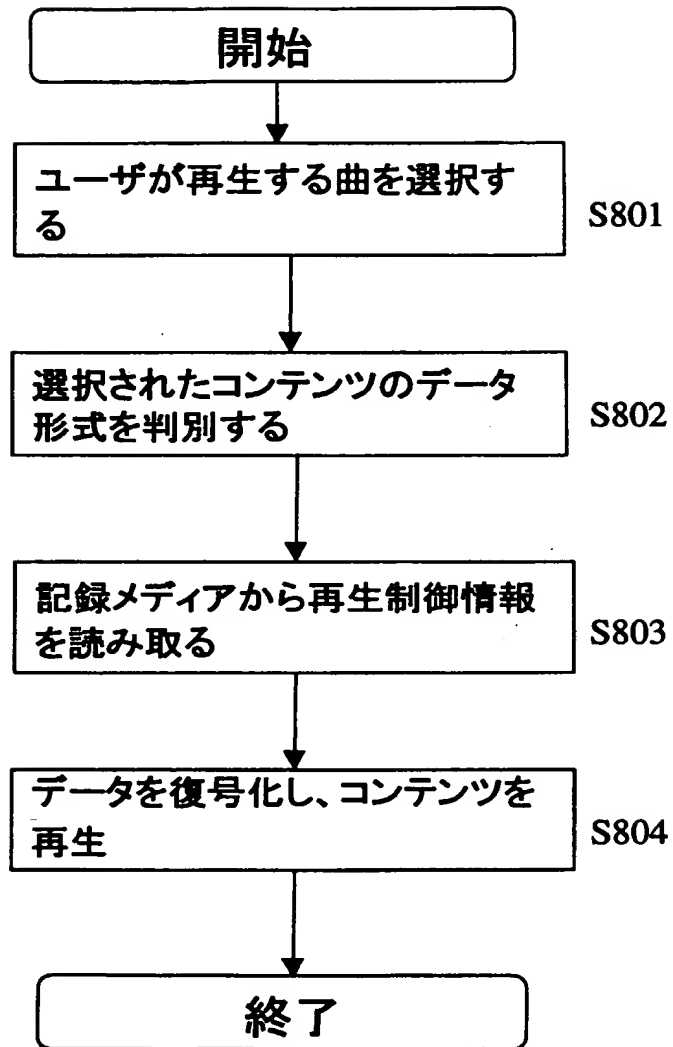 開始
ユーザが再生する曲を選択す
る
S801
選択されたコンテンツのデータ
形式を判別する
S802
記録メディアから再生制御情報
を読み取る
S803
データを復号化し、コンテンツを
再生
S804
終了